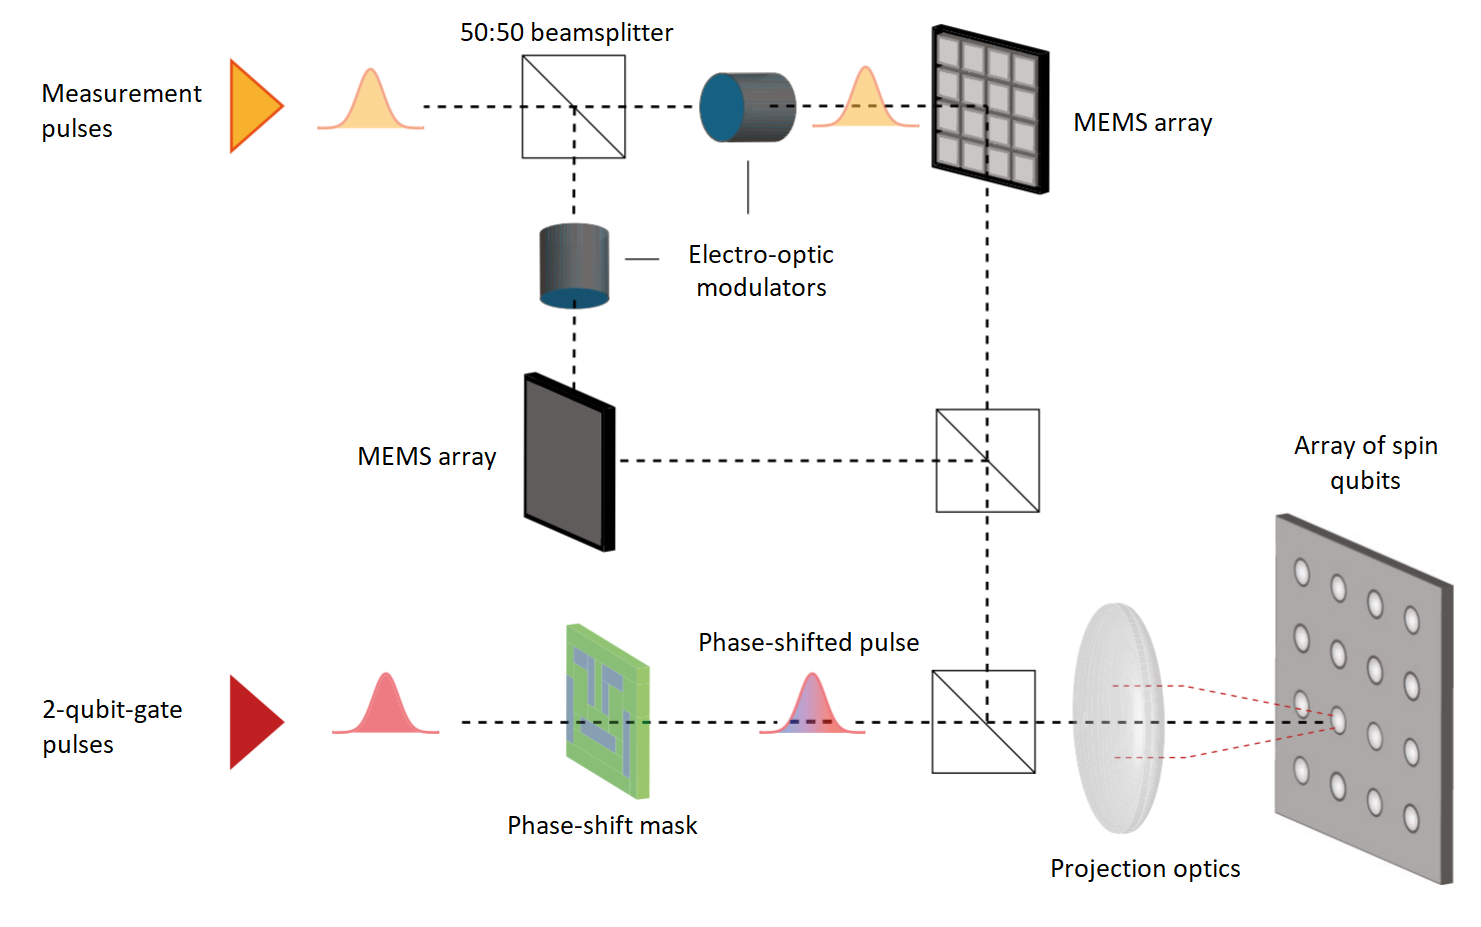 50:50 beamsplitter
Measurement
pulses
MEMS array
Electro-optic
modulators
MEMS array
Array of spin
qubits
Phase-shifted pulse
2-qubit-gate
pulses
Phase-shift mask
Projection optics